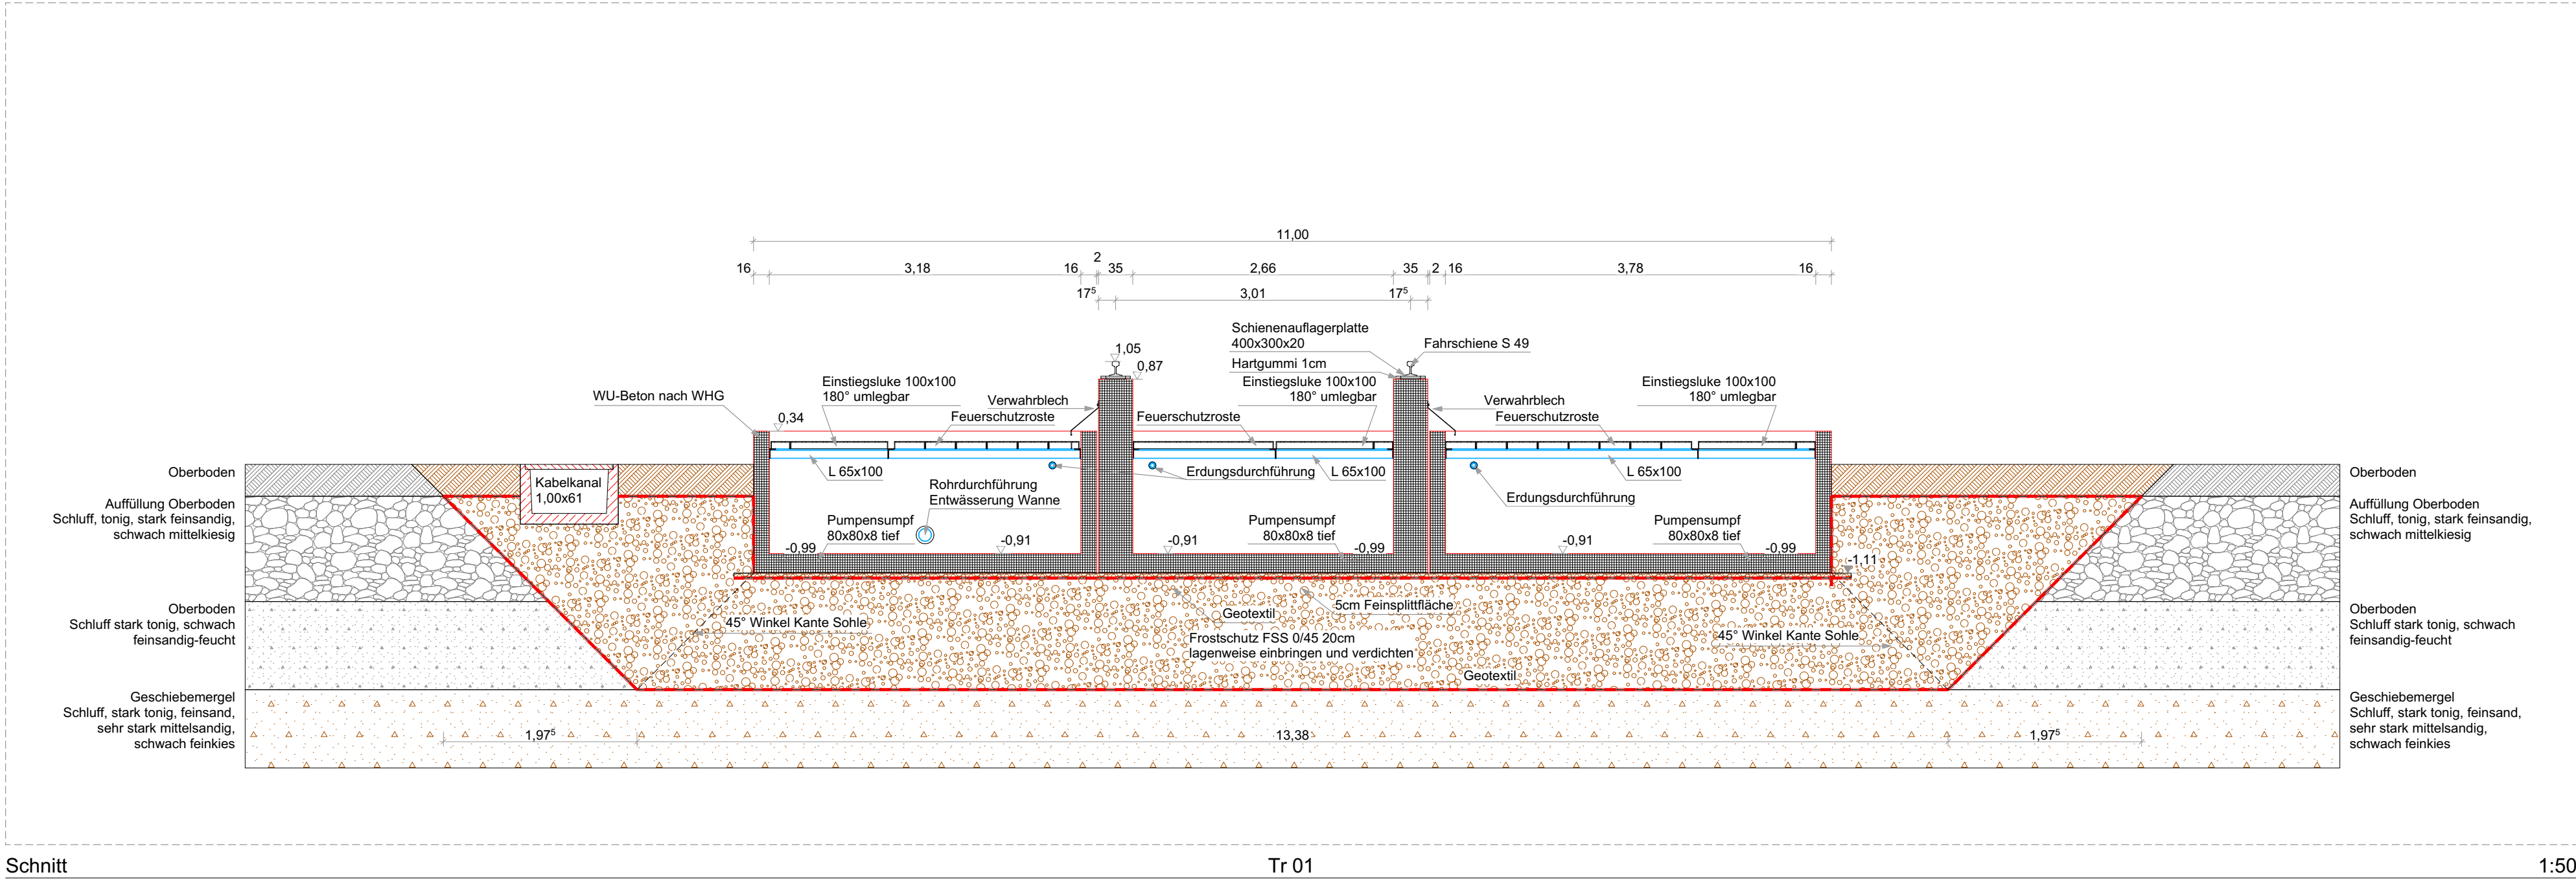 11,00
16
3,18
16
2
35
2,66
35
2
16
3,78
16
17⁵
3,01
17⁵
Schienenauflagerplatte
400x300x20
Hartgummi 1cm
Fahrschiene S 49
1,05
0,87
Einstiegsluke 100x100
180° umlegbar
Einstiegsluke 100x100
180° umlegbar
Einstiegsluke 100x100
180° umlegbar
WU-Beton nach WHG
Verwahrblech
Verwahrblech
0,34
Feuerschutzroste
Feuerschutzroste
Feuerschutzroste
Oberboden
Kabelkanal
1,00x61
L 65x100
Erdungsdurchführung
L 65x100
L 65x100
Oberboden
Rohrdurchführung
Entwässerung Wanne
Erdungsdurchführung
Auffüllung Oberboden
Schluff, tonig, stark feinsandig,
schwach mittelkiesig
Auffüllung Oberboden
Schluff, tonig, stark feinsandig,
schwach mittelkiesig
Pumpensumpf
80x80x8 tief
Pumpensumpf
80x80x8 tief
Pumpensumpf
80x80x8 tief
-0,99
-0,91
-0,91
-0,99
-0,91
-0,99
-1,11
Oberboden
Schluff stark tonig, schwach
feinsandig-feucht
45° Winkel Kante Sohle
Geotextil
5cm Feinsplittfläche
Frostschutz FSS 0/45 20cm
lagenweise einbringen und verdichten
45° Winkel Kante Sohle
Geotextil
Oberboden
Schluff stark tonig, schwach
feinsandig-feucht
Geschiebemergel
Schluff, stark tonig, feinsand,
sehr stark mittelsandig,
schwach feinkies
1,97⁵
13,38
1,97⁵
Geschiebemergel
Schluff, stark tonig, feinsand,
sehr stark mittelsandig,
schwach feinkies
Schnitt
Tr 01
1:50